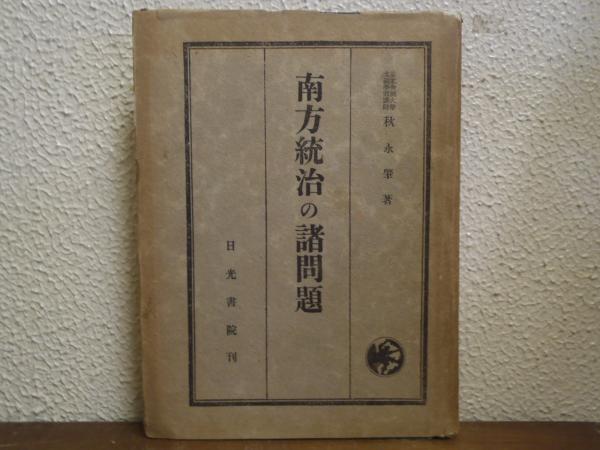 秋永肇著
南方統治の諸問題
日光書院刊